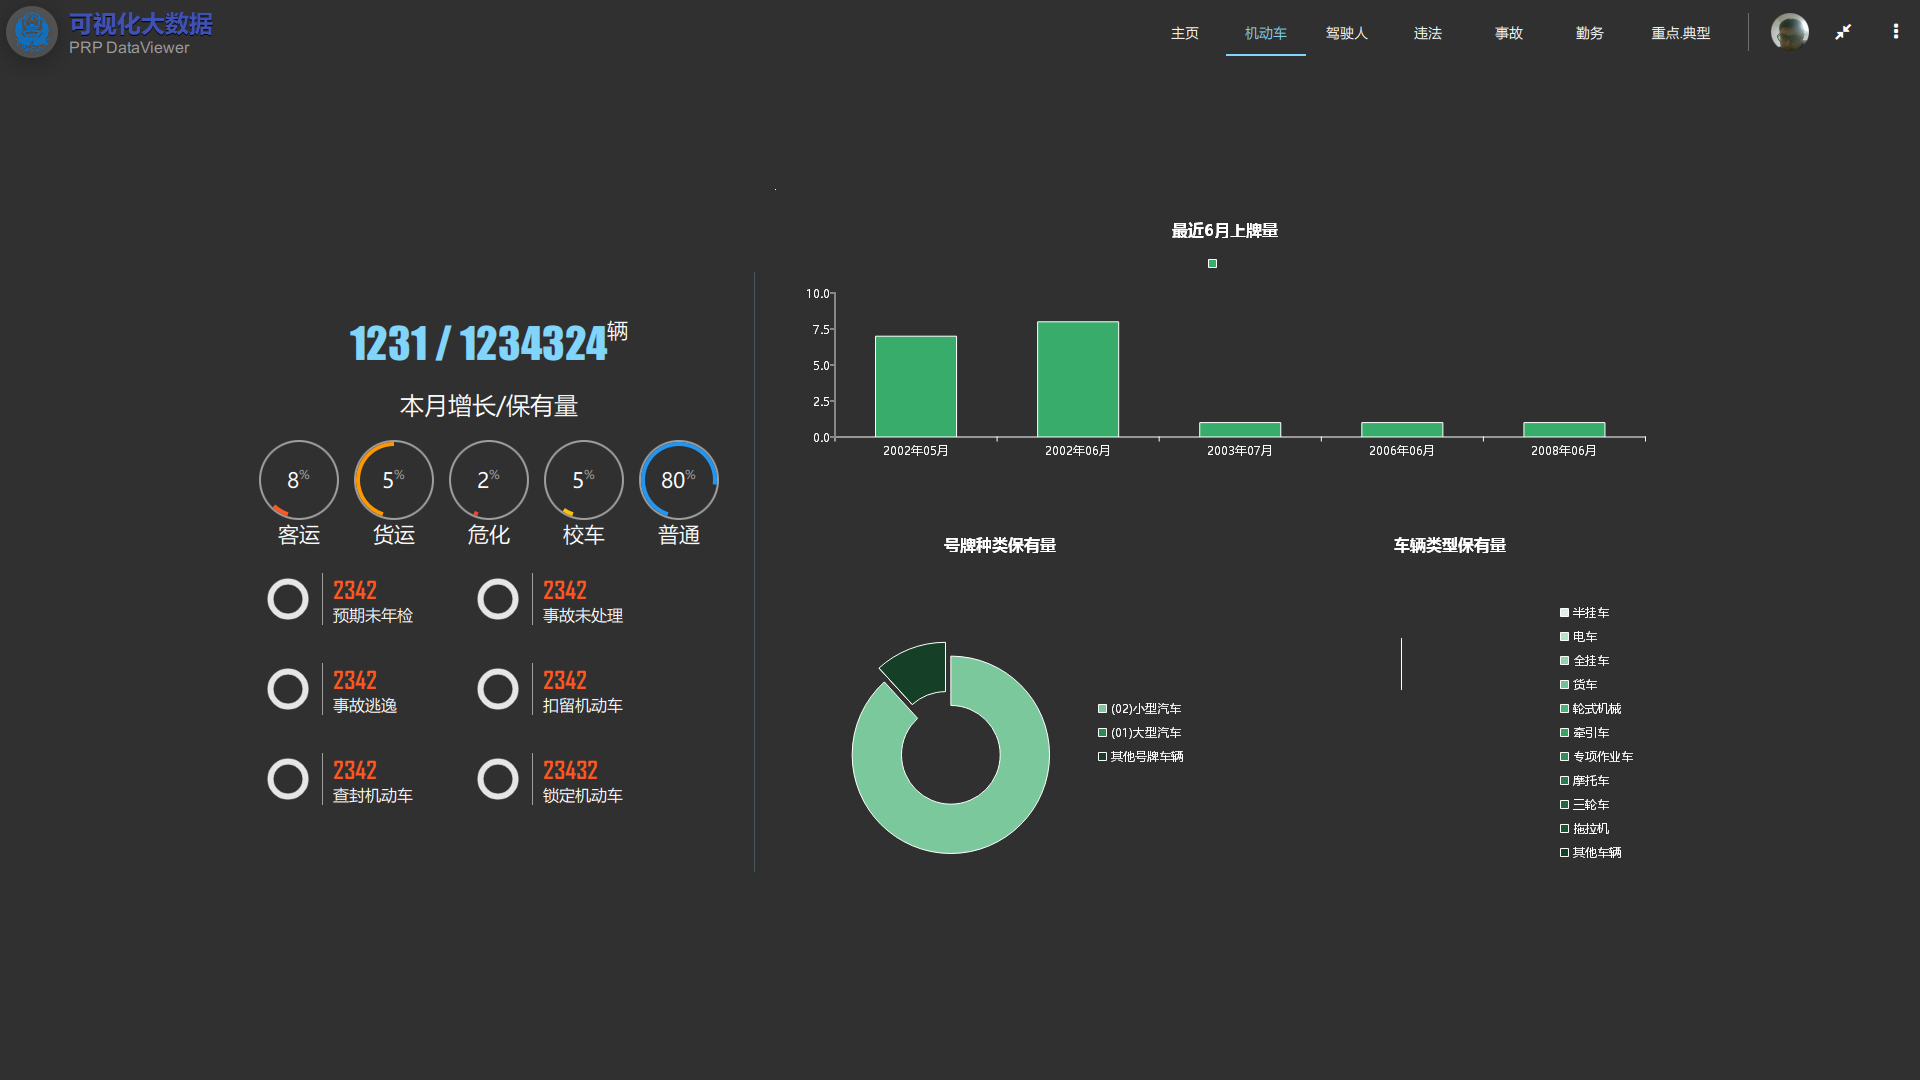 可视化大数据
PRP DataViewer
主页
机动车
驾驶人
违法
事故
勤务
重点.典型
1231 / 1234324辆
本月增长/保有量
8%
5%
2%
5%
80%
客运
货运
危化
校车
普通
2342
预期未年检
2342
事故未处理
2342
事故逃逸
2342
扣留机动车
2342
查封机动车
23432
锁定机动车
最近6月上牌量
10.0
7.5
5.0
2.5
0.0
2002年05月
2002年06月
2003年07月
2006年06月
2008年06月
号牌种类保有量
(02)小型汽车
(01)大型汽车
其他号牌车辆
车辆类型保有量
半挂车
电车
全挂车
货车
轮式机械
牵引车
专项作业车
摩托车
三轮车
拖拉机
其他车辆